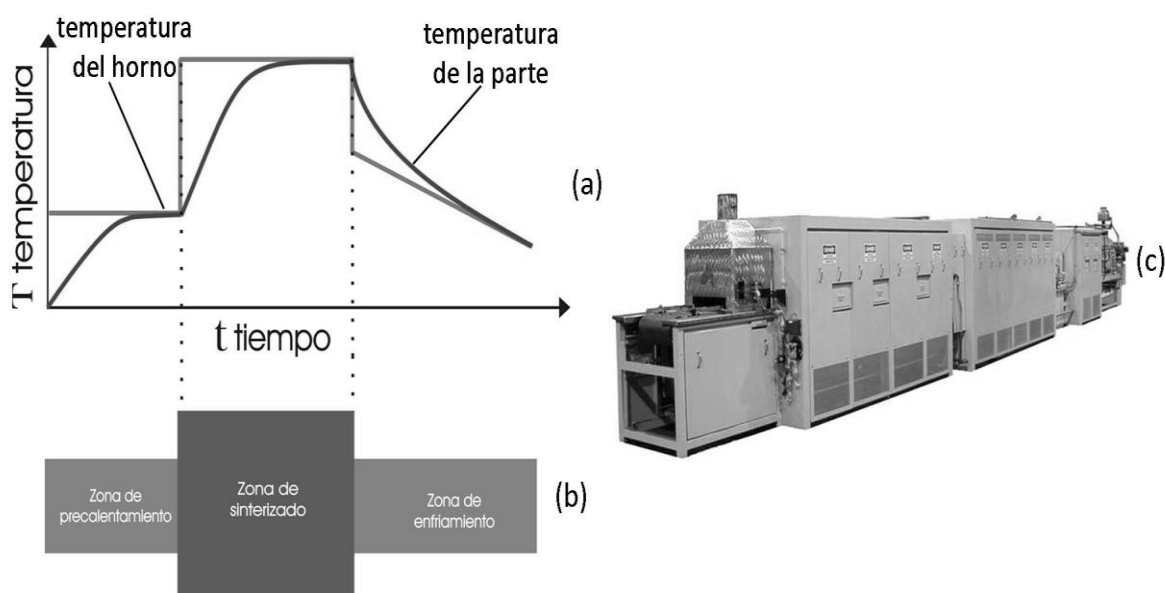 temperatura
del horno
temperatura
de la parte
T temperatura
t tiempo
(a)
Zona de
precalentamiento
Zona de
sinterizado
Zona de
enfriamiento
(b)
(c)